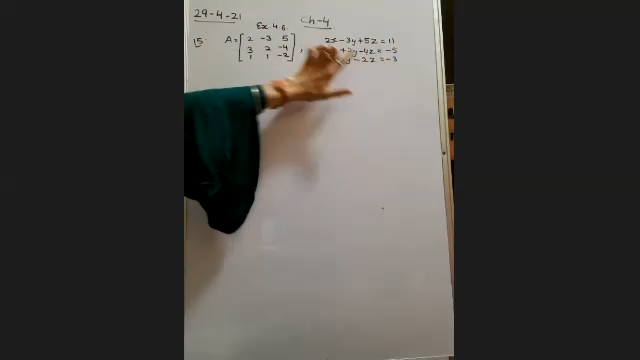 29-4-21
Ex 4.6 Ch-4
15 A = [ 2 -3 5 2x-3y+5z = 11
3 2 -4 , +2y-4z = -5
1 1 -2 ] y-2z = -3